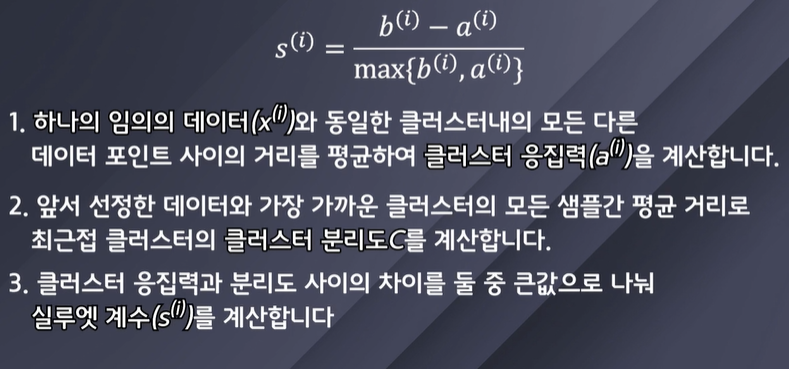 s⁽ⁱ⁾ = (b⁽ⁱ⁾ − a⁽ⁱ⁾) / max{b⁽ⁱ⁾, a⁽ⁱ⁾}
1. 하나의 임의의 데이터(x⁽ⁱ⁾)와 동일한 클러스터내의 모든 다른
데이터 포인트 사이의 거리를 평균하여 클러스터 응집력(a⁽ⁱ⁾)을 계산합니다.
2. 앞서 선정한 데이터와 가장 가까운 클러스터의 모든 샘플간 평균 거리로
최근접 클러스터의 클러스터 분리도C를 계산합니다.
3. 클러스터 응집력과 분리도 사이의 차이를 둘 중 큰값으로 나눠
실루엣 계수(s⁽ⁱ⁾)를 계산합니다